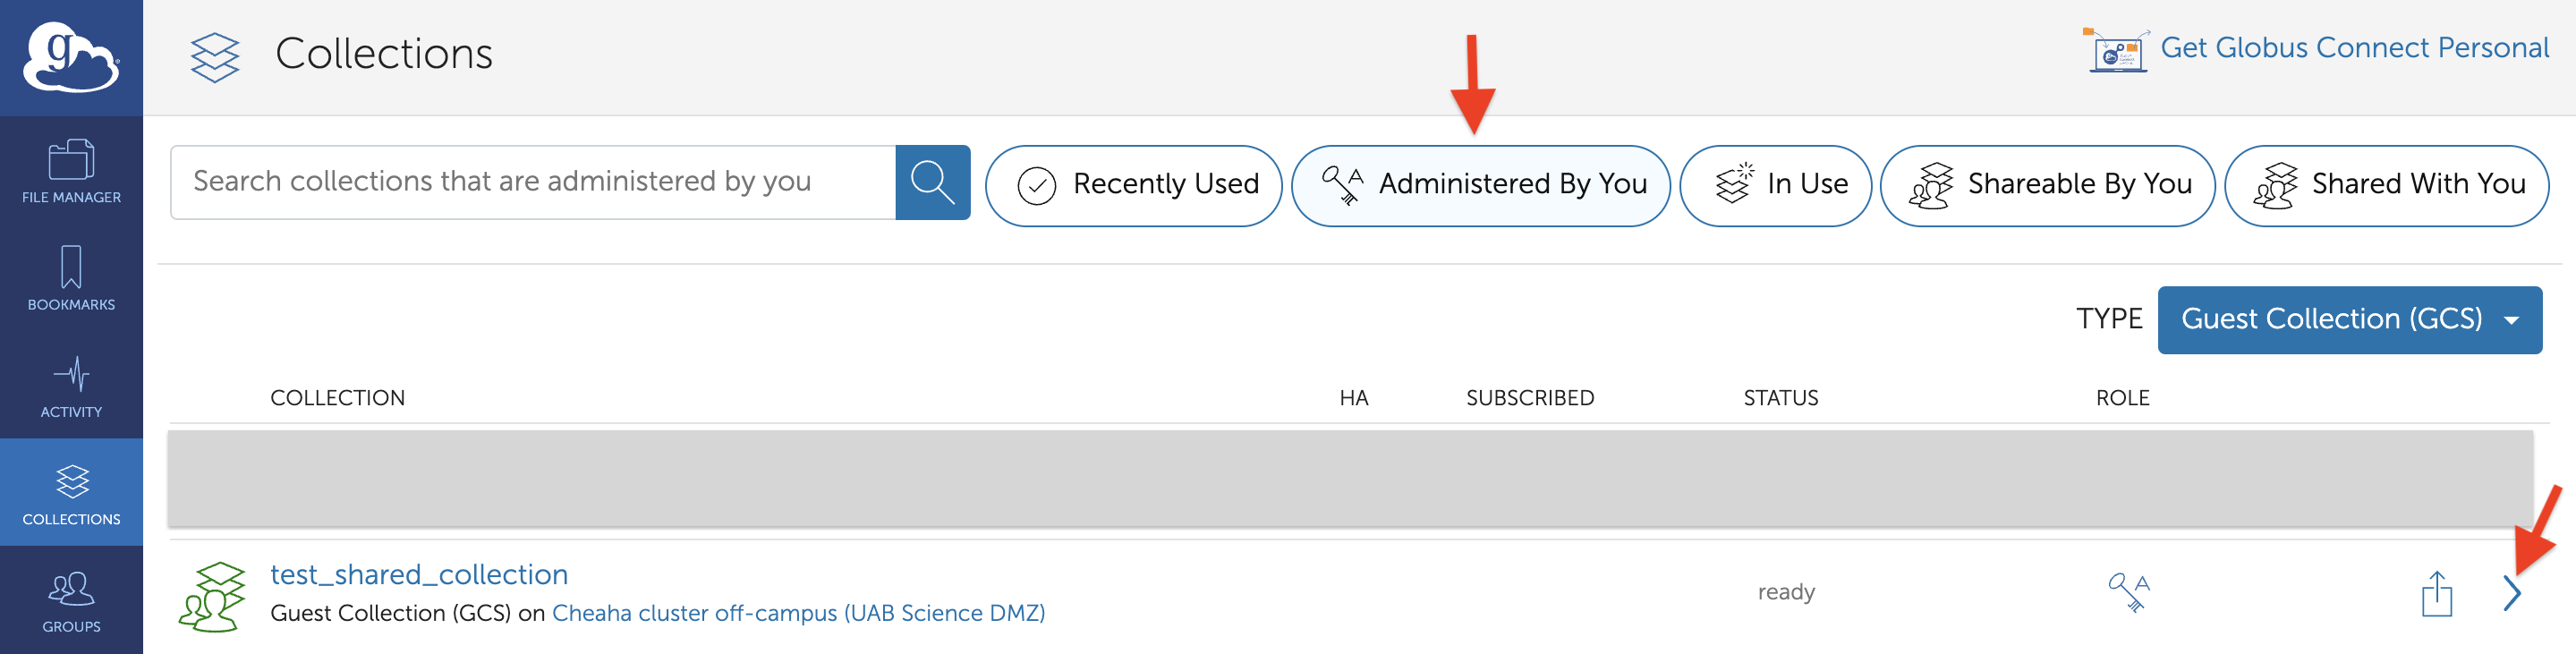 g
Collections
Get Globus Connect Personal
FILE MANAGER
BOOKMARKS
ACTIVITY
COLLECTIONS
GROUPS
Search collections that are administered by you
Recently Used
Administered By You
In Use
Shareable By You
Shared With You
TYPE Guest Collection (GCS)
COLLECTION HA SUBSCRIBED STATUS ROLE
test_shared_collection
Guest Collection (GCS) on Cheaha cluster off-campus (UAB Science DMZ)
ready